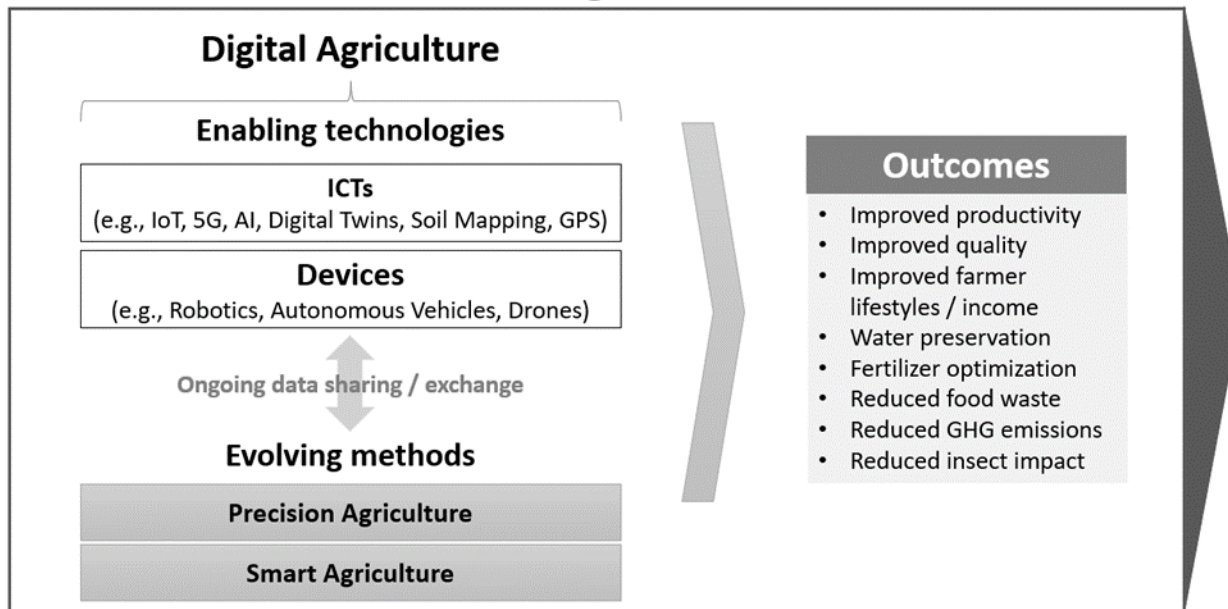 Digital Agriculture
Enabling technologies
ICTs
(e.g., IoT, 5G, AI, Digital Twins, Soil Mapping, GPS)
Devices
(e.g., Robotics, Autonomous Vehicles, Drones)
Ongoing data sharing / exchange
Evolving methods
Precision Agriculture
Smart Agriculture
Outcomes
• Improved productivity
• Improved quality
• Improved farmer
lifestyles / income
• Water preservation
• Fertilizer optimization
• Reduced food waste
• Reduced GHG emissions
• Reduced insect impact